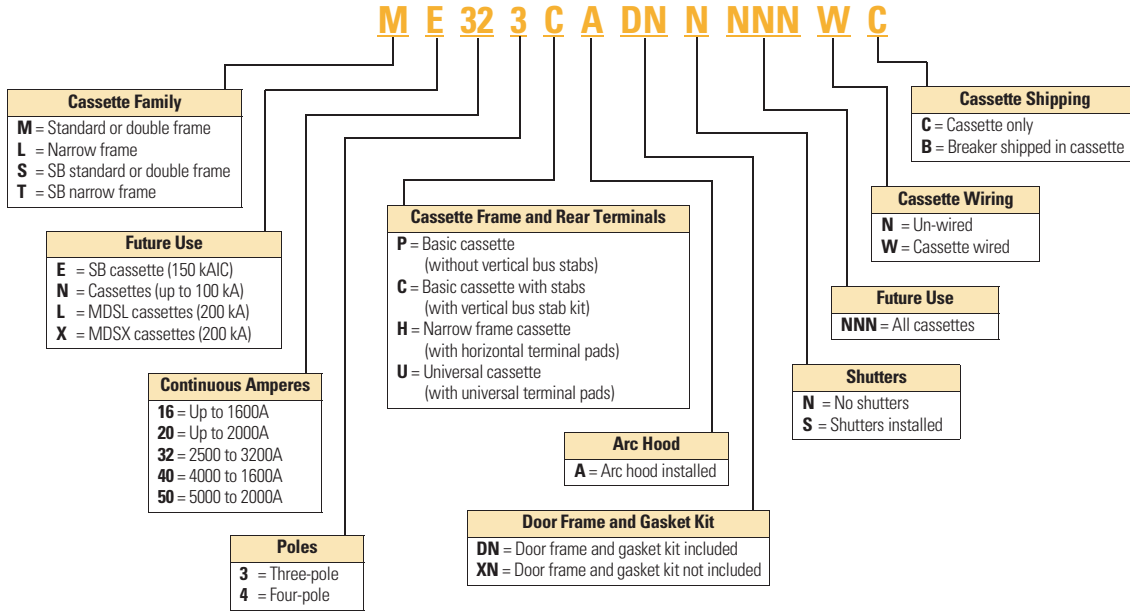 M E 32 3 C A DN N NNN W C
Cassette Family
M = Standard or double frame
L = Narrow frame
S = SB standard or double frame
T = SB narrow frame
Future Use
E = SB cassette (150 kAIC)
N = Cassettes (up to 100 kA)
L = MDSL cassettes (200 kA)
X = MDSX cassettes (200 kA)
Continuous Amperes
16 = Up to 1600A
20 = Up to 2000A
32 = 2500 to 3200A
40 = 4000 to 1600A
50 = 5000 to 2000A
Poles
3 = Three-pole
4 = Four-pole
Cassette Frame and Rear Terminals
P = Basic cassette
(without vertical bus stabs)
C = Basic cassette with stabs
(with vertical bus stab kit)
H = Narrow frame cassette
(with horizontal terminal pads)
U = Universal cassette
(with universal terminal pads)
Arc Hood
A = Arc hood installed
Door Frame and Gasket Kit
DN = Door frame and gasket kit included
XN = Door frame and gasket kit not included
Shutters
N = No shutters
S = Shutters installed
Future Use
NNN = All cassettes
Cassette Wiring
N = Un-wired
W = Cassette wired
Cassette Shipping
C = Cassette only
B = Breaker shipped in cassette